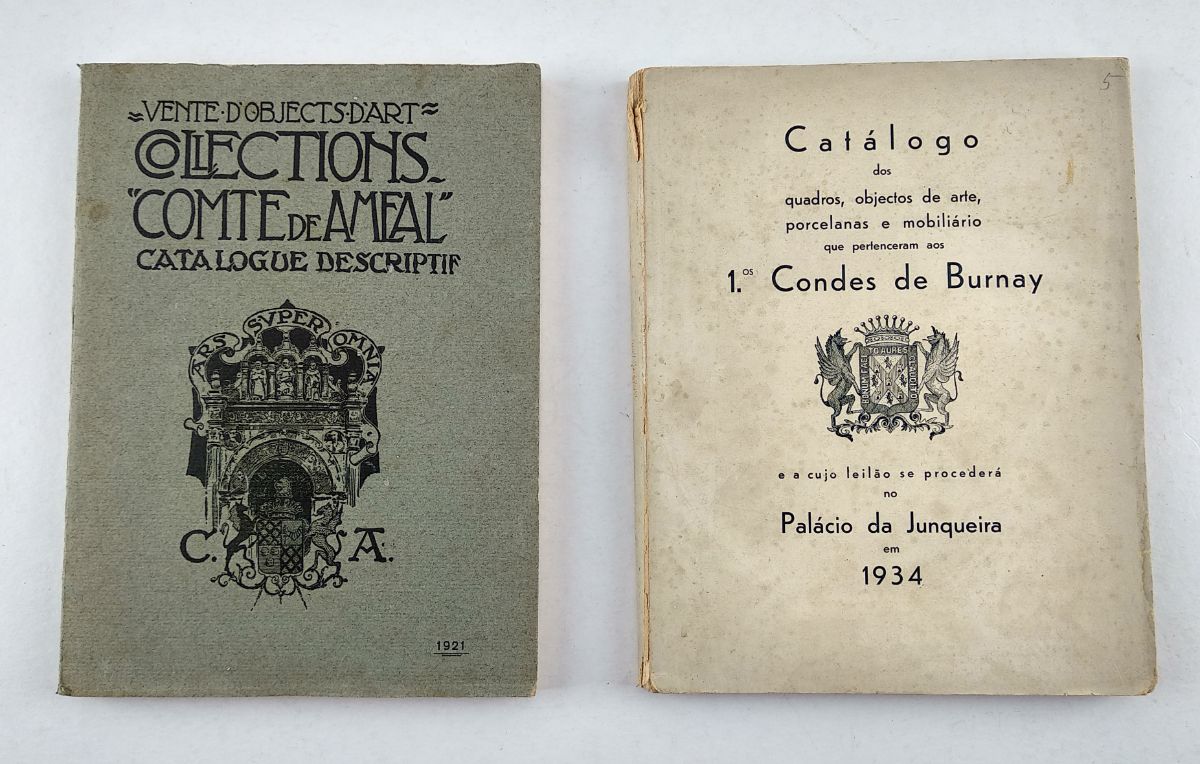 VENTE·D'OBJECTS·D'ART
COLLECTIONS
"COMTE DE AMEAL"
CATALOGUE DESCRIPTIF
ARS SVPER OMNIA
C. A.
1921
5
Catálogo
dos
quadros, objectos de arte,
porcelanas e mobiliário
que pertenceram aos
1.os Condes de Burnay
e a cujo leilão se procederá
no
Palácio da Junqueira
em
1934